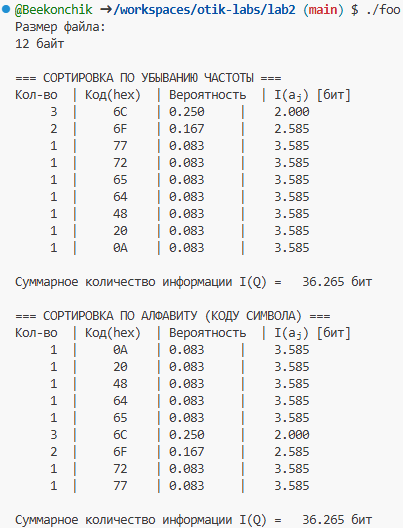 @Beekonchik →/workspaces/otik-labs/lab2 (main) $ ./foo
Размер файла:
12 байт
=== СОРТИРОВКА ПО УБЫВАНИЮ ЧАСТОТЫ ===
Кол-во | Код(hex) | Вероятность | I(aⱼ) [бит]
3 | 6C | 0.250 | 2.000
2 | 6F | 0.167 | 2.585
1 | 77 | 0.083 | 3.585
1 | 72 | 0.083 | 3.585
1 | 65 | 0.083 | 3.585
1 | 64 | 0.083 | 3.585
1 | 48 | 0.083 | 3.585
1 | 20 | 0.083 | 3.585
1 | 0A | 0.083 | 3.585
Суммарное количество информации I(Q) = 36.265 бит
=== СОРТИРОВКА ПО АЛФАВИТУ (КОДУ СИМВОЛА) ===
Кол-во | Код(hex) | Вероятность | I(aⱼ) [бит]
1 | 0A | 0.083 | 3.585
1 | 20 | 0.083 | 3.585
1 | 48 | 0.083 | 3.585
1 | 64 | 0.083 | 3.585
1 | 65 | 0.083 | 3.585
3 | 6C | 0.250 | 2.000
2 | 6F | 0.167 | 2.585
1 | 72 | 0.083 | 3.585
1 | 77 | 0.083 | 3.585
Суммарное количество информации I(Q) = 36.265 бит